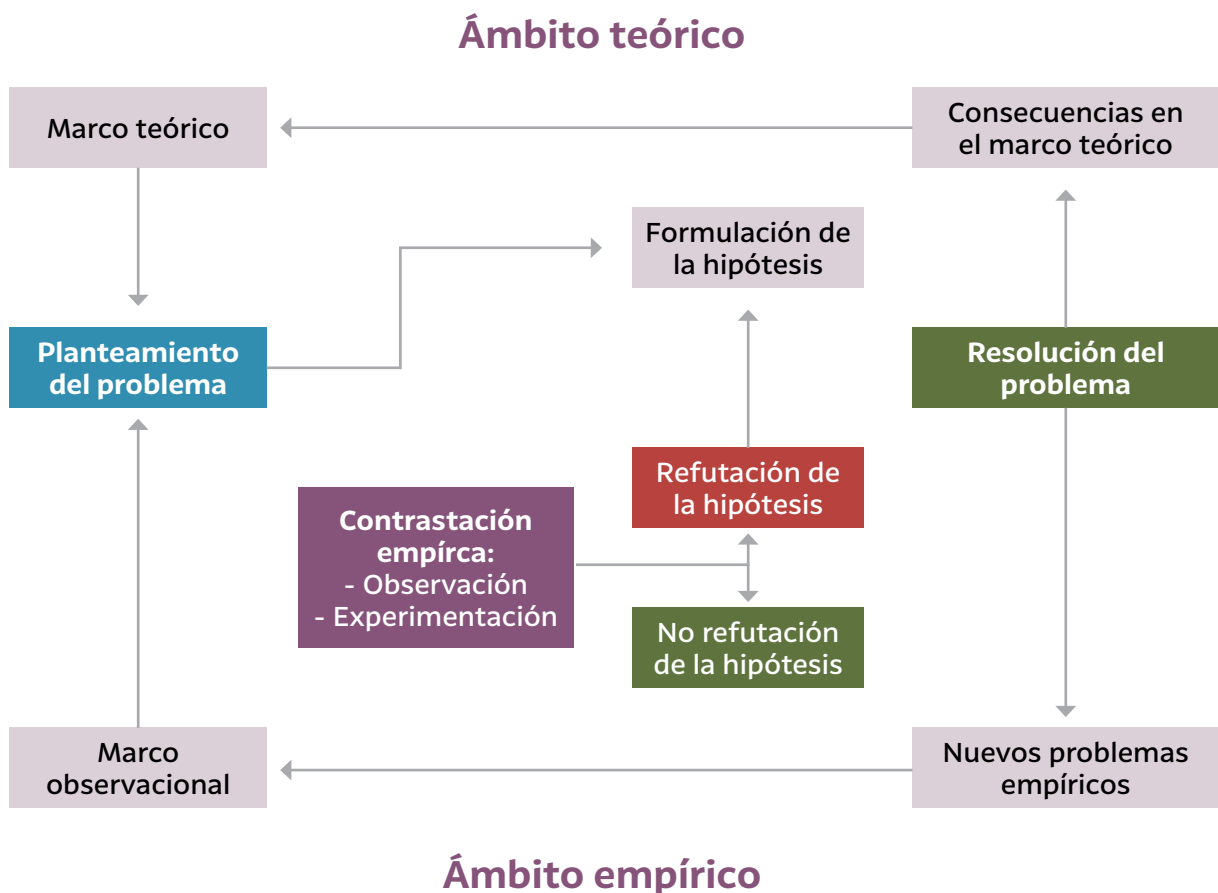 Ámbito teórico
Marco teórico
Consecuencias en
el marco teórico
Formulación de
la hipótesis
Planteamiento
del problema
Resolución del
problema
Refutación de
la hipótesis
Contrastación
empírca:
- Observación
- Experimentación
No refutación
de la hipótesis
Marco
observacional
Nuevos problemas
empíricos
Ámbito empírico